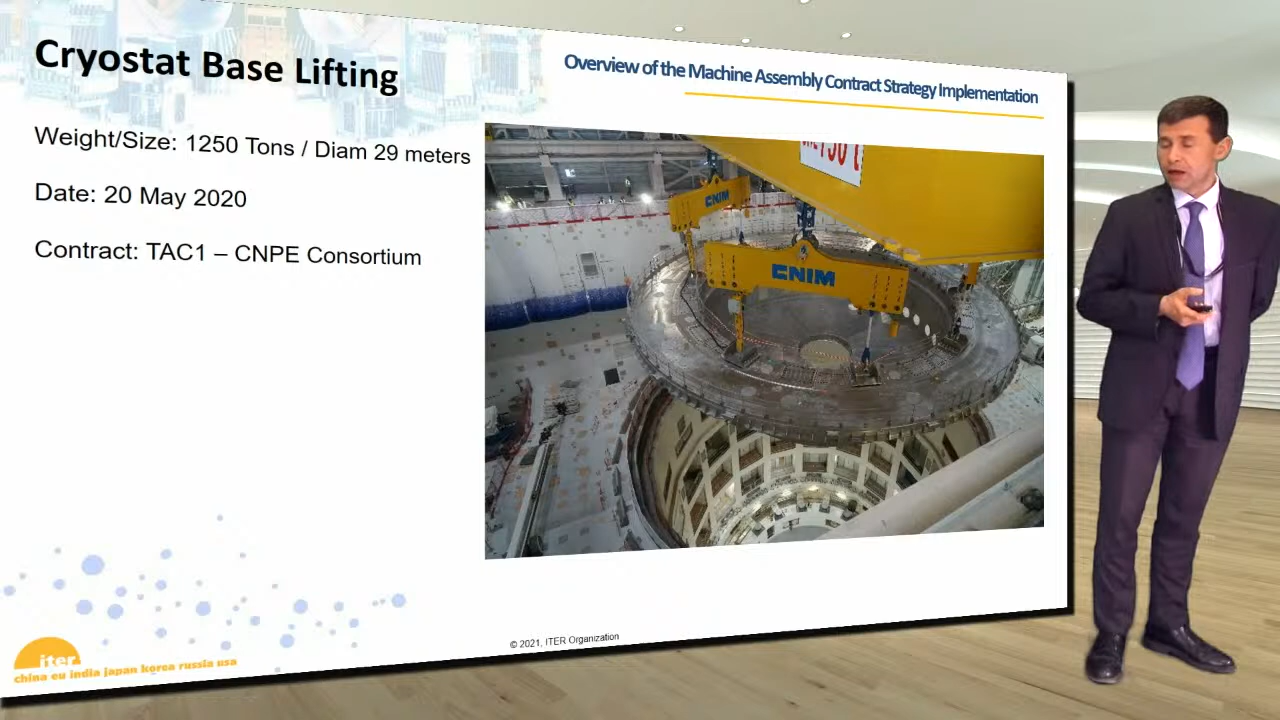 Cryostat Base Lifting
Overview of the Machine Assembly Contract Strategy Implementation
Weight/Size: 1250 Tons / Diam 29 meters
Date: 20 May 2020
Contract: TAC1 – CNPE Consortium
CNIM
CNIM
© 2021, ITER Organization
iter
china eu india japan korea russia usa